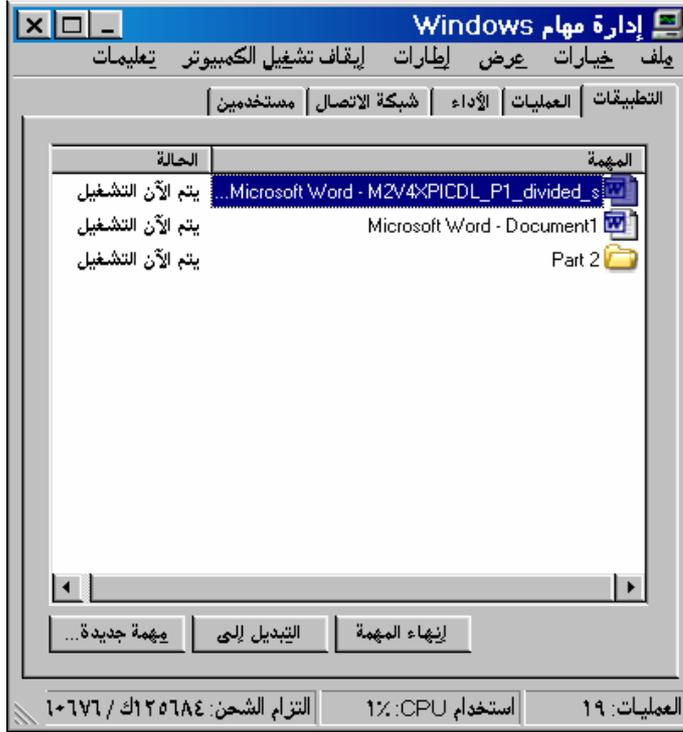 إدارة مهام Windows
ملف خيارات عرض إطارات إيقاف تشغيل الكمبيوتر تعليمات
التطبيقات العمليات الأداء شبكة الاتصال مستخدمين
المهمة الحالة
Microsoft Word - M2V4XPICDL_P1_divided_s... يتم الآن التشغيل
Microsoft Word - Document1 يتم الآن التشغيل
Part 2 يتم الآن التشغيل
إنهاء المهمة التبديل إلى مهمة جديدة...
العمليات: ١٩ استخدام CPU: ١٪ التزام الشحن: ١٢٥٦٨٤ك /